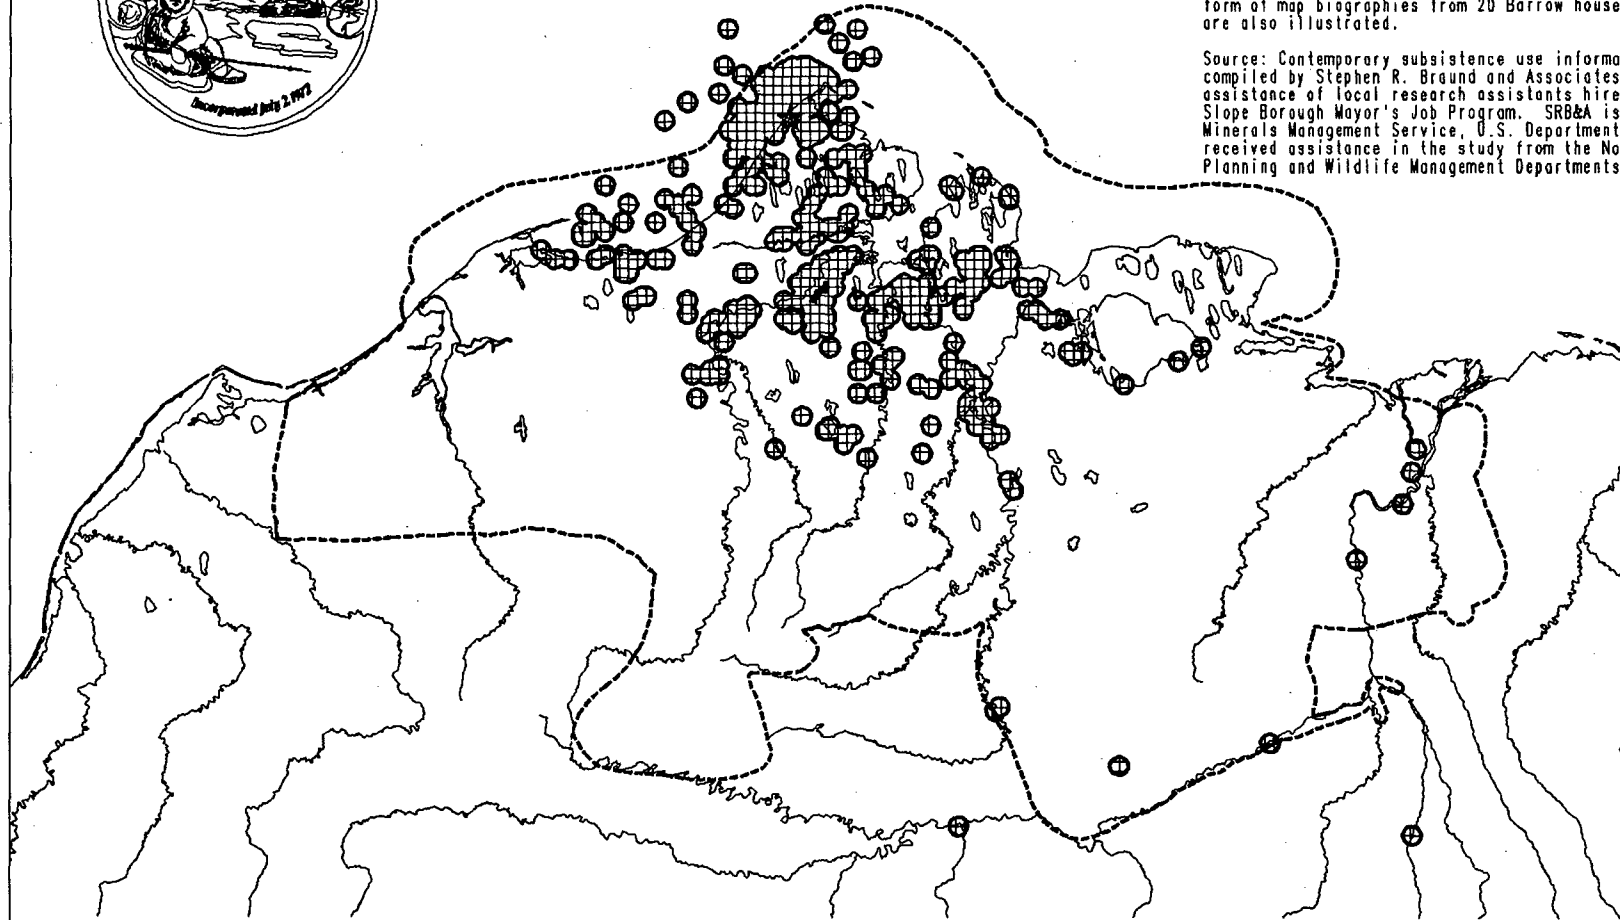 Incorporated July 2, 1972
form of map biographies from 20 Barrow house
are also illustrated.
Source: Contemporary subsistence use informa
compiled by Stephen R. Braund and Associates
assistance of local research assistants hire
Slope Borough Mayor's Job Program. SRB&A is
Minerals Management Service, U.S. Department
received assistance in the study from the No
Planning and Wildlife Management Departments